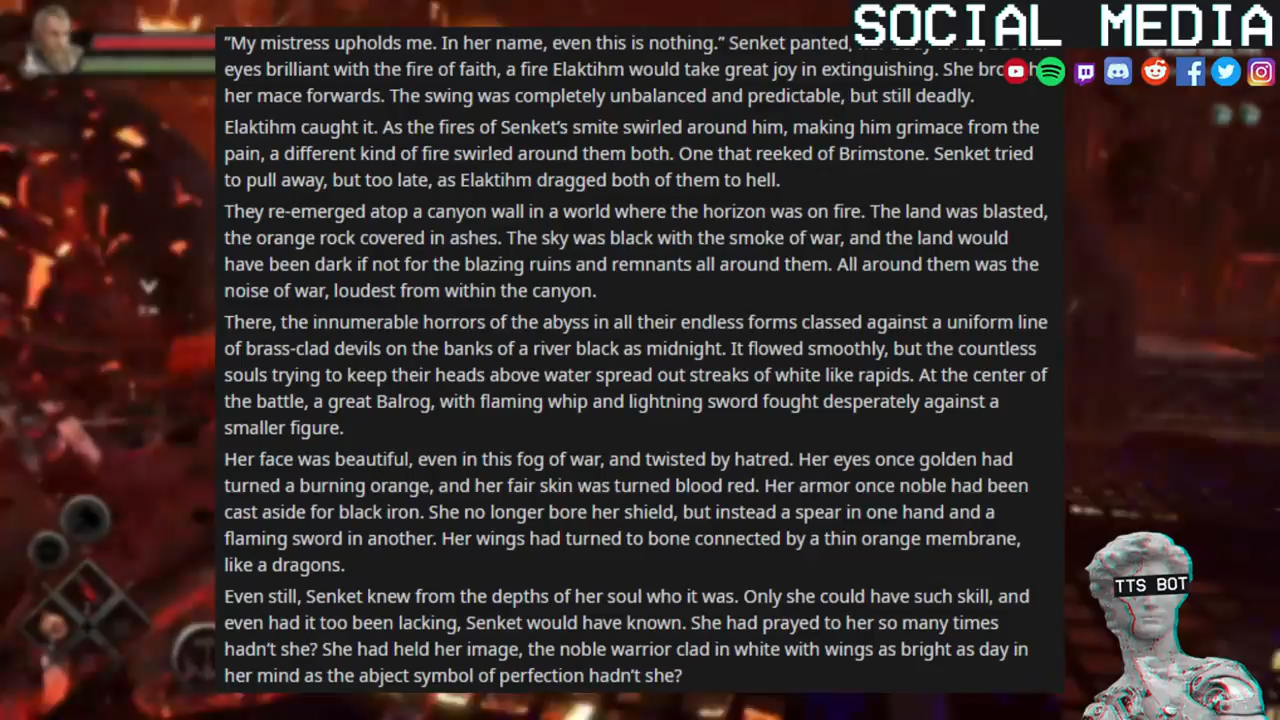 SOCIAL MEDIA
"My mistress upholds me. In her name, even this is nothing." Senket panted,
eyes brilliant with the fire of faith, a fire Elaktihm would take great joy in extinguishing. She
her mace forwards. The swing was completely unbalanced and predictable, but still deadly.
Elaktihm caught it. As the fires of Senket's smite swirled around him, making him grimace from the
pain, a different kind of fire swirled around them both. One that reeked of Brimstone. Senket tried
to pull away, but too late, as Elaktihm dragged both of them to hell.
They re-emerged atop a canyon wall in a world where the horizon was on fire. The land was blasted,
the orange rock covered in ashes. The sky was black with the smoke of war, and the land would
have been dark if not for the blazing ruins and remnants all around them. All around them was the
noise of war, loudest from within the canyon.
There, the innumerable horrors of the abyss in all their endless forms classed against a uniform line
of brass-clad devils on the banks of a river black as midnight. It flowed smoothly, but the countless
souls trying to keep their heads above water spread out streaks of white like rapids. At the center of
the battle, a great Balrog, with flaming whip and lightning sword fought desperately against a
smaller figure.
Her face was beautiful, even in this fog of war, and twisted by hatred. Her eyes once golden had
turned a burning orange, and her fair skin was turned blood red. Her armor once noble had been
cast aside for black iron. She no longer bore her shield, but instead a spear in one hand and a
flaming sword in another. Her wings had turned to bone connected by a thin orange membrane,
like a dragons.
Even still, Senket knew from the depths of her soul who it was. Only she could have such skill, and
even had it too been lacking, Senket would have known. She had prayed to her so many times
hadn't she? She had held her image, the noble warrior clad in white with wings as bright as day in
her mind as the abject symbol of perfection hadn't she?
TTS BOT